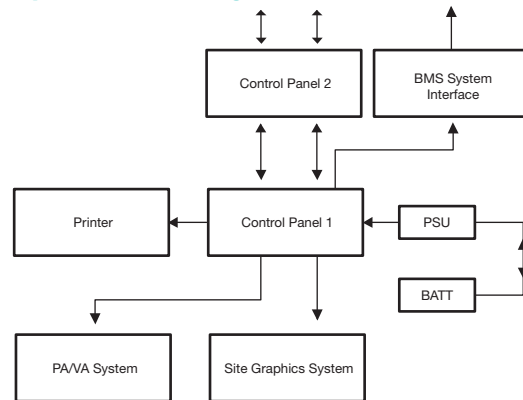 Control Panel 2
BMS System
Interface
Printer
Control Panel 1
PSU
BATT
PA/VA System
Site Graphics System